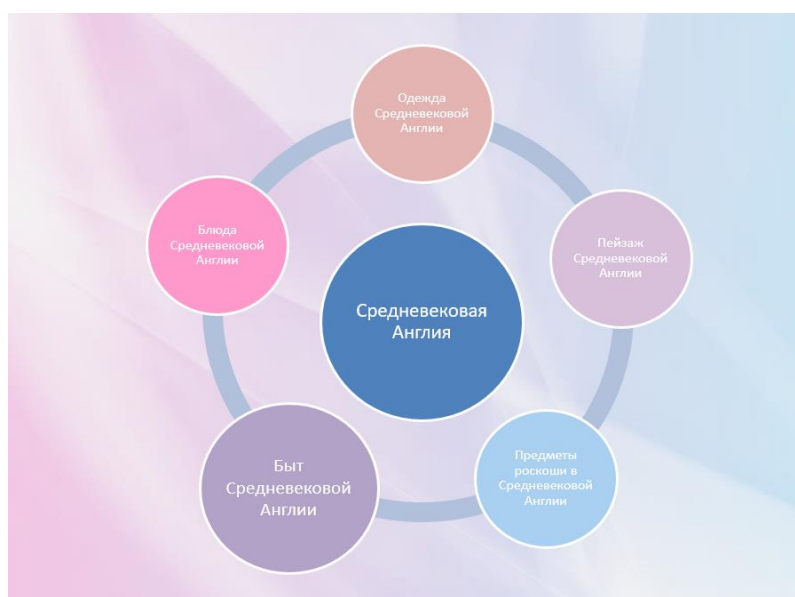 Одежда
Средневековой
Англии
Блюда
Средневековой
Англии
Пейзаж
Средневековой
Англии
Средневековая
Англия
Быт
Средневековой
Англии
Предметы
роскоши в
Средневековой
Англии